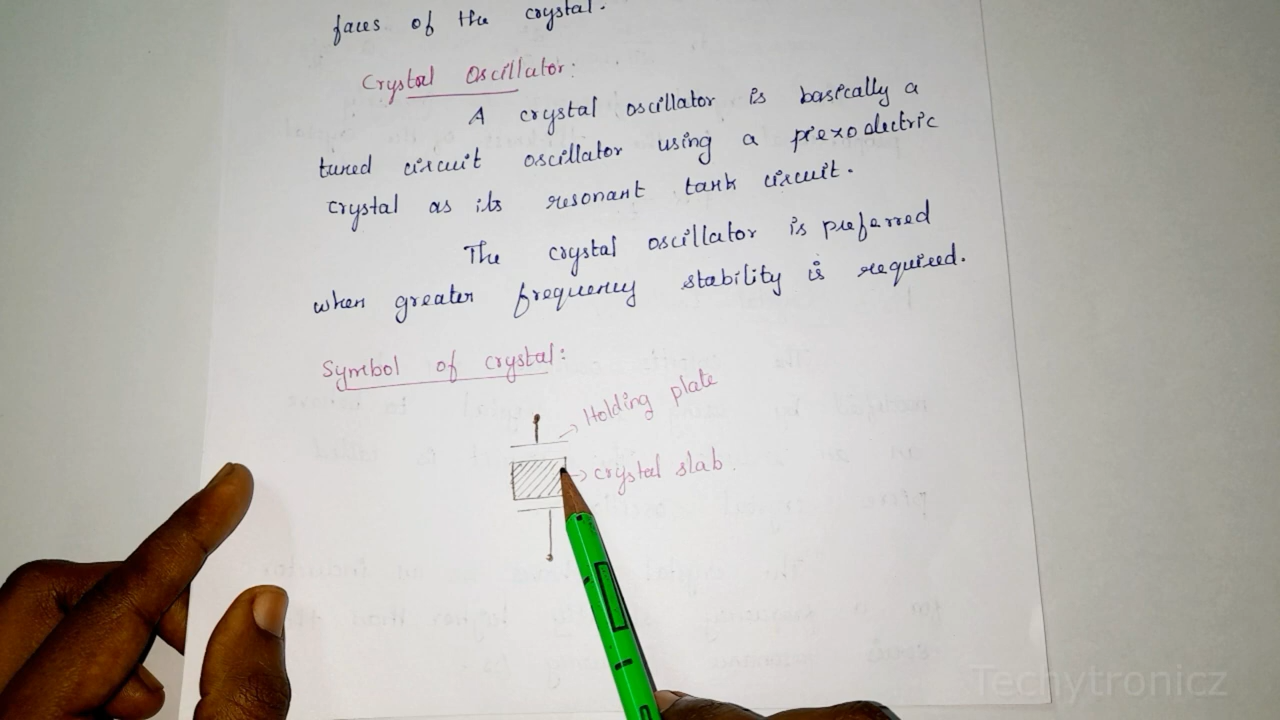 faces of the crystal.
Crystal Oscillator:
A crystal oscillator is basically a
tuned circuit oscillator using a piexoelectric
crystal as its resonant tank circuit.
The crystal oscillator is preferred
when greater frequency stability is required.
Symbol of crystal:
Holding plate
crystal slab
Techytronicz